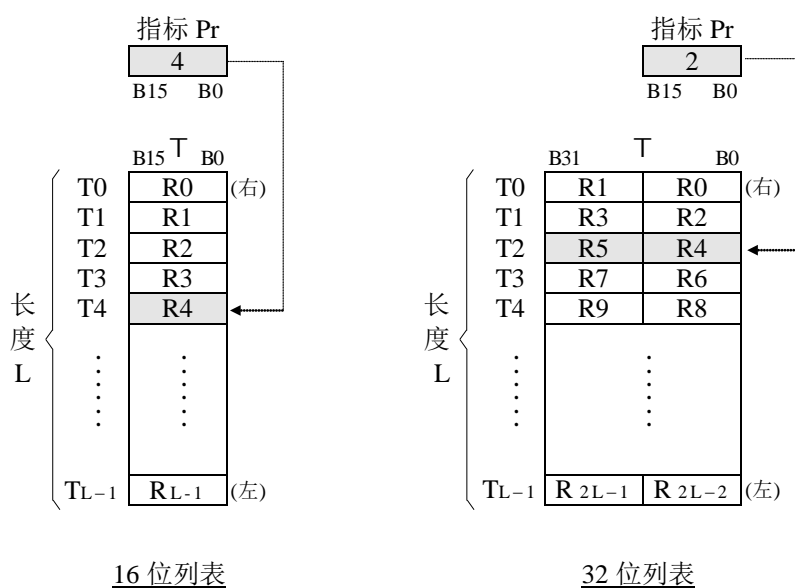 指标 Pr
4
B15 B0
B15 T B0
T0 R0 (右)
T1 R1
T2 R2
T3 R3
T4 R4
长度 L
TL-1 RL-1 (左)
16 位列表
指标 Pr
2
B15 B0
B31 T B0
T0 R1 R0 (右)
T1 R3 R2
T2 R5 R4
T3 R7 R6
T4 R9 R8
长度 L
TL-1 R 2L-1 R 2L-2 (左)
32 位列表